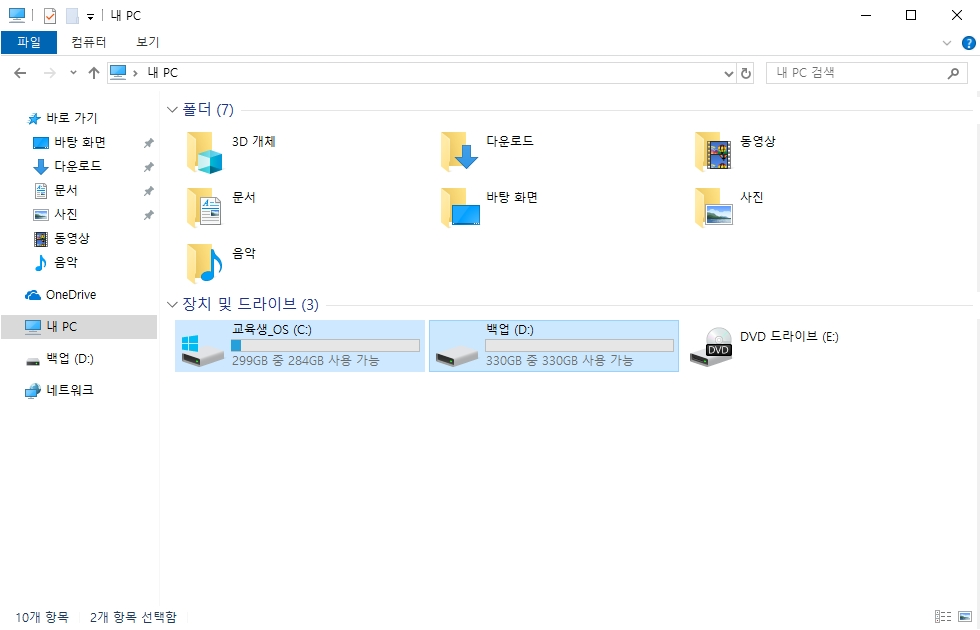 내 PC
파일 컴퓨터 보기
내 PC
내 PC 검색
바로 가기
바탕 화면
다운로드
문서
사진
동영상
음악
OneDrive
내 PC
백업 (D:)
네트워크
폴더 (7)
3D 개체
다운로드
동영상
문서
바탕 화면
사진
음악
장치 및 드라이브 (3)
교육생_OS (C:)
299GB 중 284GB 사용 가능
백업 (D:)
330GB 중 330GB 사용 가능
DVD
DVD 드라이브 (E:)
10개 항목 2개 항목 선택함